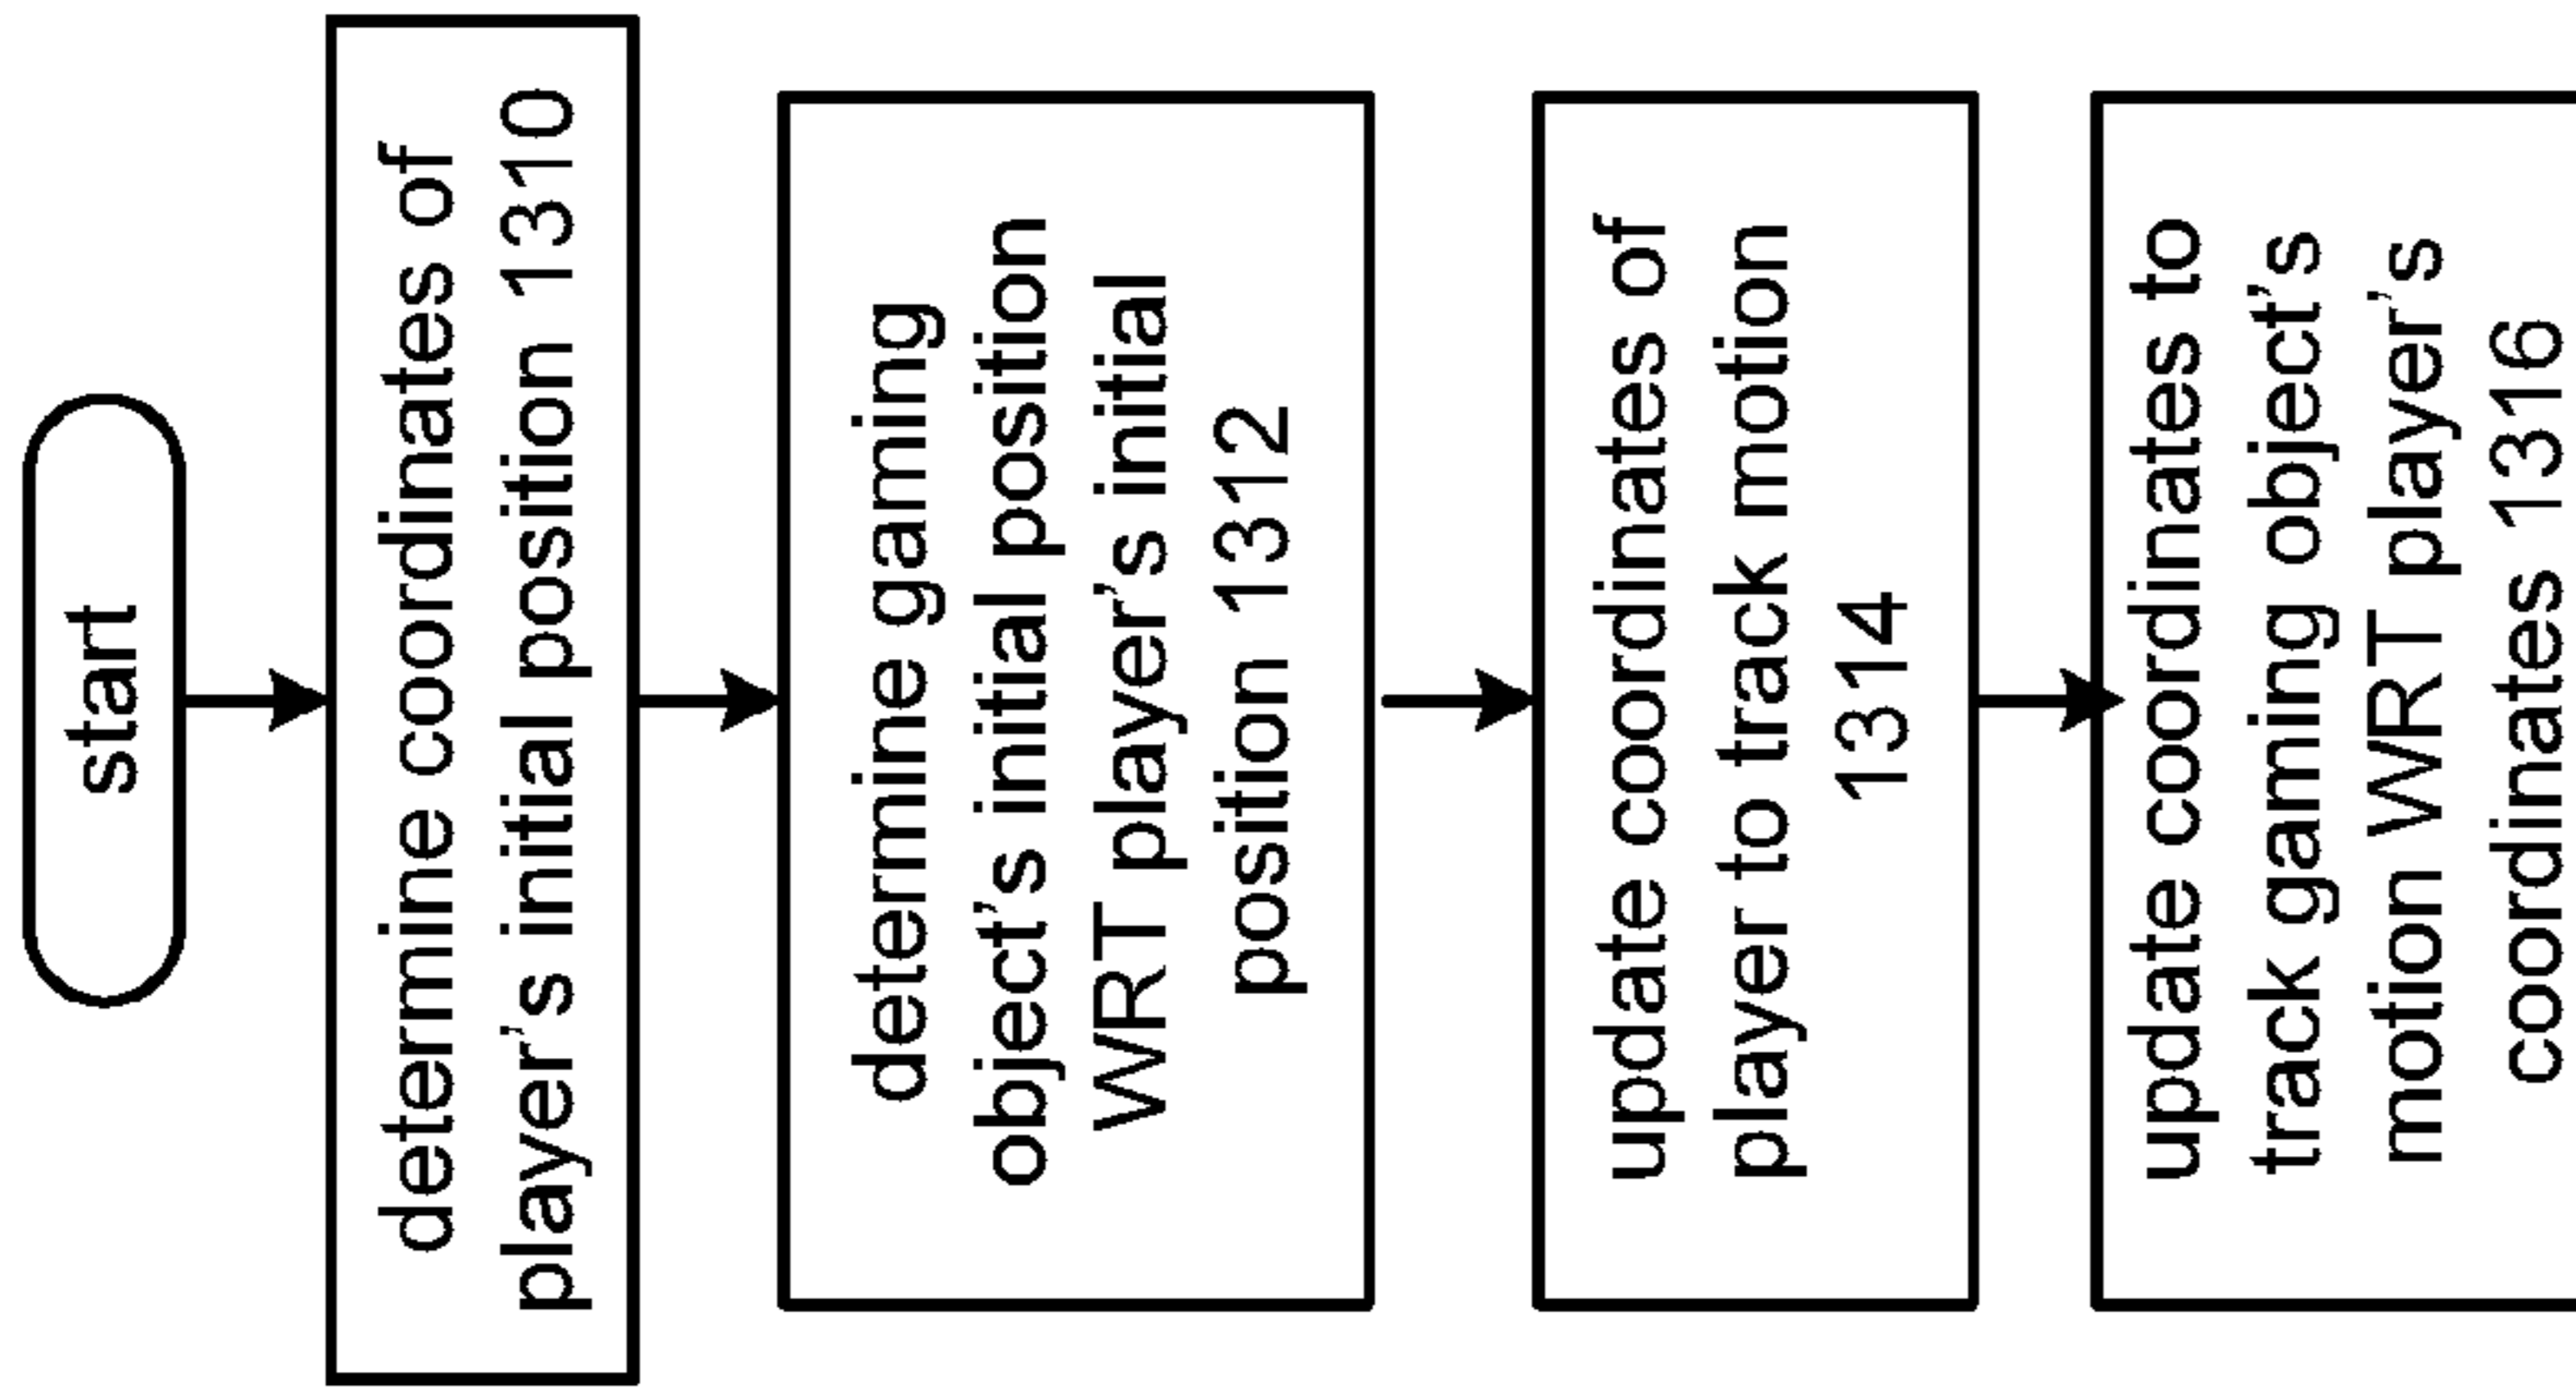 start
determine coordinates of
player's initial position 1310
determine gaming
object's initial position
WRT player's initial
position 1312
update coordinates of
player to track motion
1314
update coordinates to
track gaming object's
motion WRT player's
coordinates 1316